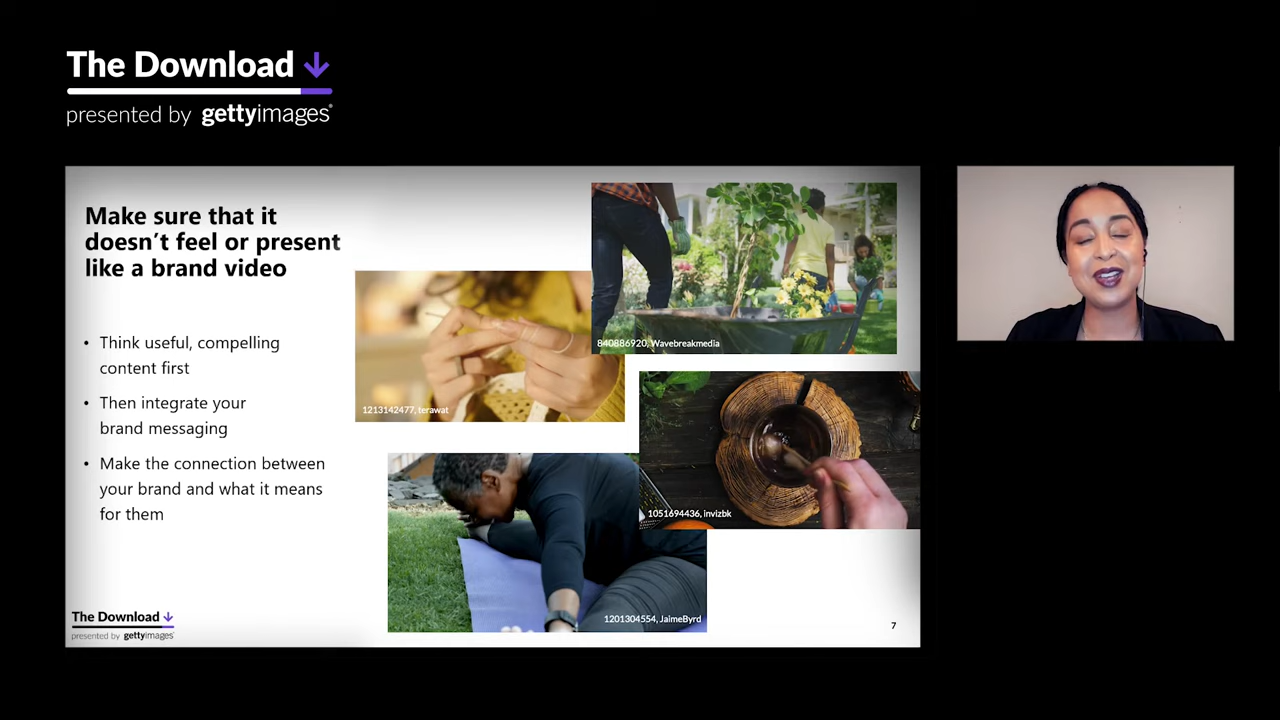 The Download
presented by gettyimages®
Make sure that it
doesn't feel or present
like a brand video
• Think useful, compelling
content first
• Then integrate your
brand messaging
• Make the connection between
your brand and what it means
for them
840886920, Wavebreakmedia
1213142477, terawat
1051694436, invizbk
1201304554, JaimeByrd
The Download
presented by gettyimages®
7